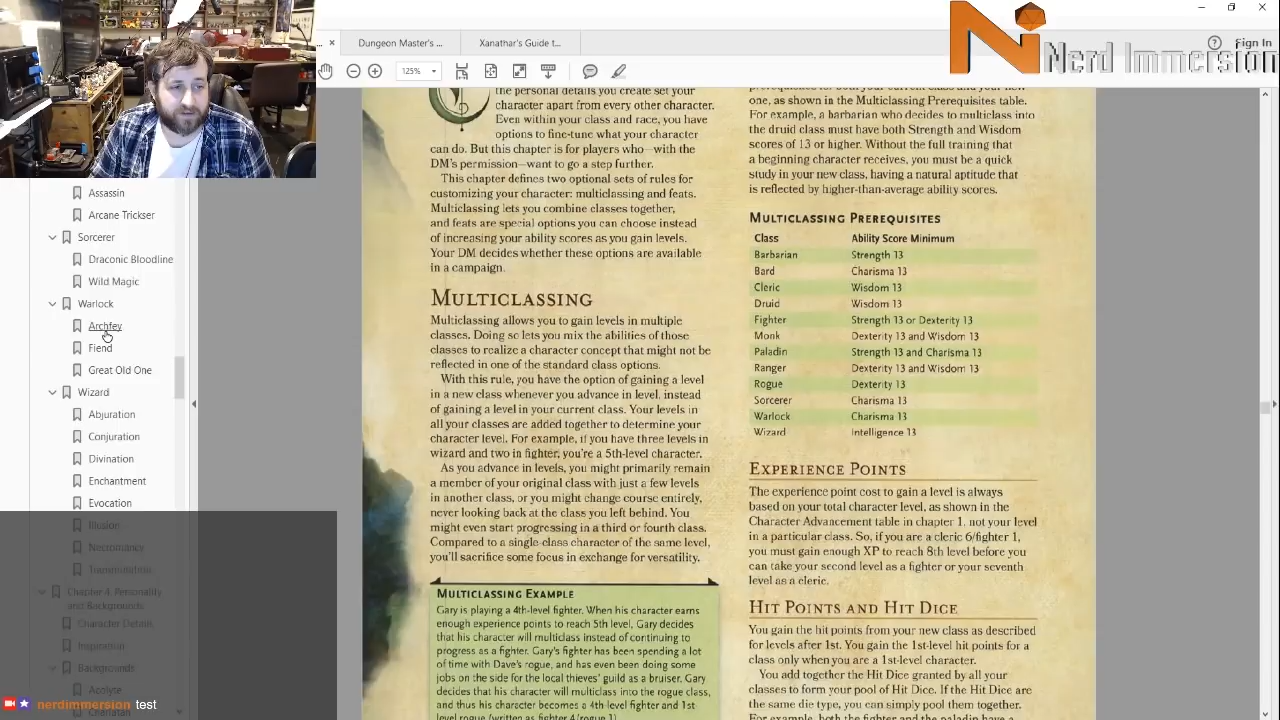 Dungeon Master's ...
Xanathar's Guide t...
Sign In
Nerd Immersion
125%
Assassin
Arcane Trickser
Sorcerer
Draconic Bloodline
Wild Magic
Warlock
Archfey
Fiend
Great Old One
Wizard
Abjuration
Conjuration
Divination
Enchantment
Evocation
Illusion
Necromancy
Transmutation
Chapter 4: Personality
and Backgrounds
Character Details
Inspiration
Backgrounds
Acolyte
Charlatan
nerdimmersion test
the personal details you create set your
character apart from every other character.
Even within your class and race, you have
options to fine-tune what your character
can do. But this chapter is for players who—with the
DM's permission—want to go a step further.
This chapter defines two optional sets of rules for
customizing your character: multiclassing and feats.
Multiclassing lets you combine classes together,
and feats are special options you can choose instead
of increasing your ability scores as you gain levels.
Your DM decides whether these options are available
in a campaign.
MULTICLASSING
Multiclassing allows you to gain levels in multiple
classes. Doing so lets you mix the abilities of those
classes to realize a character concept that might not be
reflected in one of the standard class options.
With this rule, you have the option of gaining a level
in a new class whenever you advance in level, instead
of gaining a level in your current class. Your levels in
all your classes are added together to determine your
character level. For example, if you have three levels in
wizard and two in fighter, you're a 5th-level character.
As you advance in levels, you might primarily remain
a member of your original class with just a few levels
in another class, or you might change course entirely,
never looking back at the class you left behind. You
might even start progressing in a third or fourth class.
Compared to a single-class character of the same level,
you'll sacrifice some focus in exchange for versatility.
MULTICLASSING EXAMPLE
Gary is playing a 4th-level fighter. When his character earns
enough experience points to reach 5th level, Gary decides
that his character will multiclass instead of continuing to
progress as a fighter. Gary's fighter has been spending a lot
of time with Dave's rogue, and has even been doing some
jobs on the side for the local thieves' guild as a bruiser. Gary
decides that his character will multiclass into the rogue class,
and thus his character becomes a 4th-level fighter and 1st-
level rogue (written as fighter 4/rogue 1).
one, as shown in the Multiclassing Prerequisites table.
For example, a barbarian who decides to multiclass into
the druid class must have both Strength and Wisdom
scores of 13 or higher. Without the full training that
a beginning character receives, you must be a quick
study in your new class, having a natural aptitude that
is reflected by higher-than-average ability scores.
MULTICLASSING PREREQUISITES
Class Ability Score Minimum
Barbarian Strength 13
Bard Charisma 13
Cleric Wisdom 13
Druid Wisdom 13
Fighter Strength 13 or Dexterity 13
Monk Dexterity 13 and Wisdom 13
Paladin Strength 13 and Charisma 13
Ranger Dexterity 13 and Wisdom 13
Rogue Dexterity 13
Sorcerer Charisma 13
Warlock Charisma 13
Wizard Intelligence 13
EXPERIENCE POINTS
The experience point cost to gain a level is always
based on your total character level, as shown in the
Character Advancement table in chapter 1, not your level
in a particular class. So, if you are a cleric 6/fighter 1,
you must gain enough XP to reach 8th level before you
can take your second level as a fighter or your seventh
level as a cleric.
HIT POINTS AND HIT DICE
You gain the hit points from your new class as described
for levels after 1st. You gain the 1st-level hit points for a
class only when you are a 1st-level character.
You add together the Hit Dice granted by all your
classes to form your pool of Hit Dice. If the Hit Dice are
the same die type, you can simply pool them together.
For example, both the fighter and the paladin have a